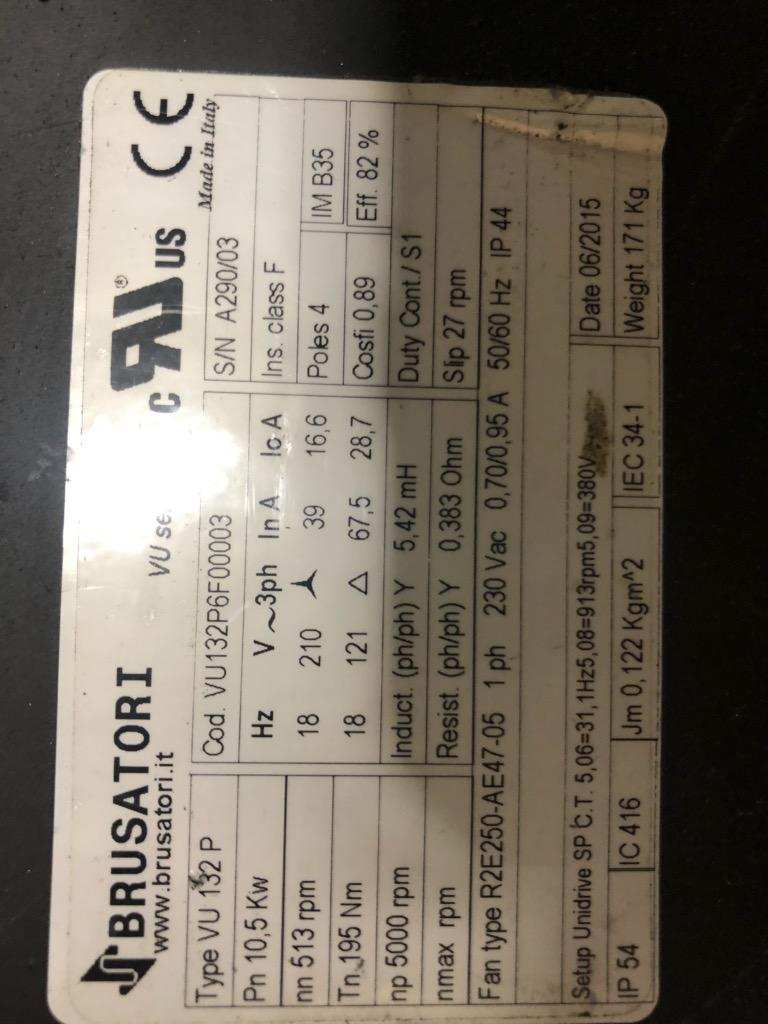 BRUSATORI
www.brusatori.it
VU
c RU ® US CE
Made in Italy
Type VU 132 P Cod. VU132P6F00003 S/N A290/03
Pn 10,5 Kw Hz V ~3ph In A Io A Ins. class F
nn 513 rpm 18 210 39 16,6 Poles 4 IM B35
Tn 195 Nm 18 121 △ 67,5 28,7 Cosfi 0,89 Eff. 82 %
np 5000 rpm Induct. (ph/ph) Y 5,42 mH Duty Cont./ S1
nmax rpm Resist. (ph/ph) Y 0,383 Ohm Slip 27 rpm
Fan type R2E250-AE47-05 1 ph 230 Vac 0,70/0,95 A 50/60 Hz IP 44
Setup Unidrive SP C.T. 5,06=31,1Hz5,08=913rpm5,09=380V Date 06/2015
IP 54 IC 416 Jm 0,122 Kgm^2 IEC 34-1 Weight 171 Kg